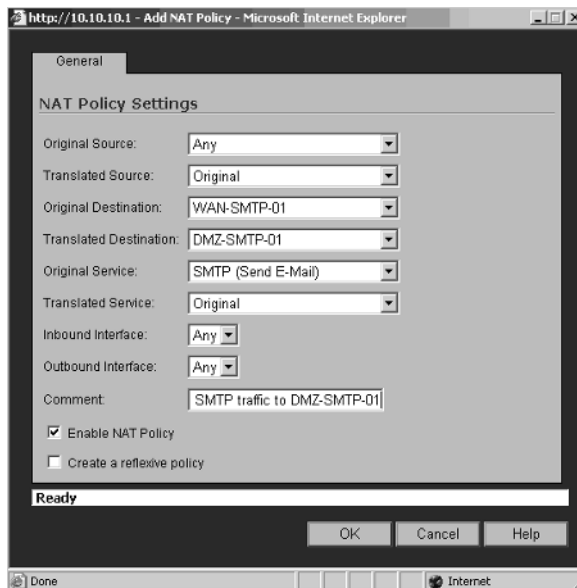 http://10.10.10.1 - Add NAT Policy - Microsoft Internet Explorer
General
NAT Policy Settings
Original Source: Any
Translated Source: Original
Original Destination: WAN-SMTP-01
Translated Destination: DMZ-SMTP-01
Original Service: SMTP (Send E-Mail)
Translated Service: Original
Inbound Interface: Any
Outbound Interface: Any
Comment: SMTP traffic to DMZ-SMTP-01
Enable NAT Policy
Create a reflexive policy
Ready
OK Cancel Help
Done Internet